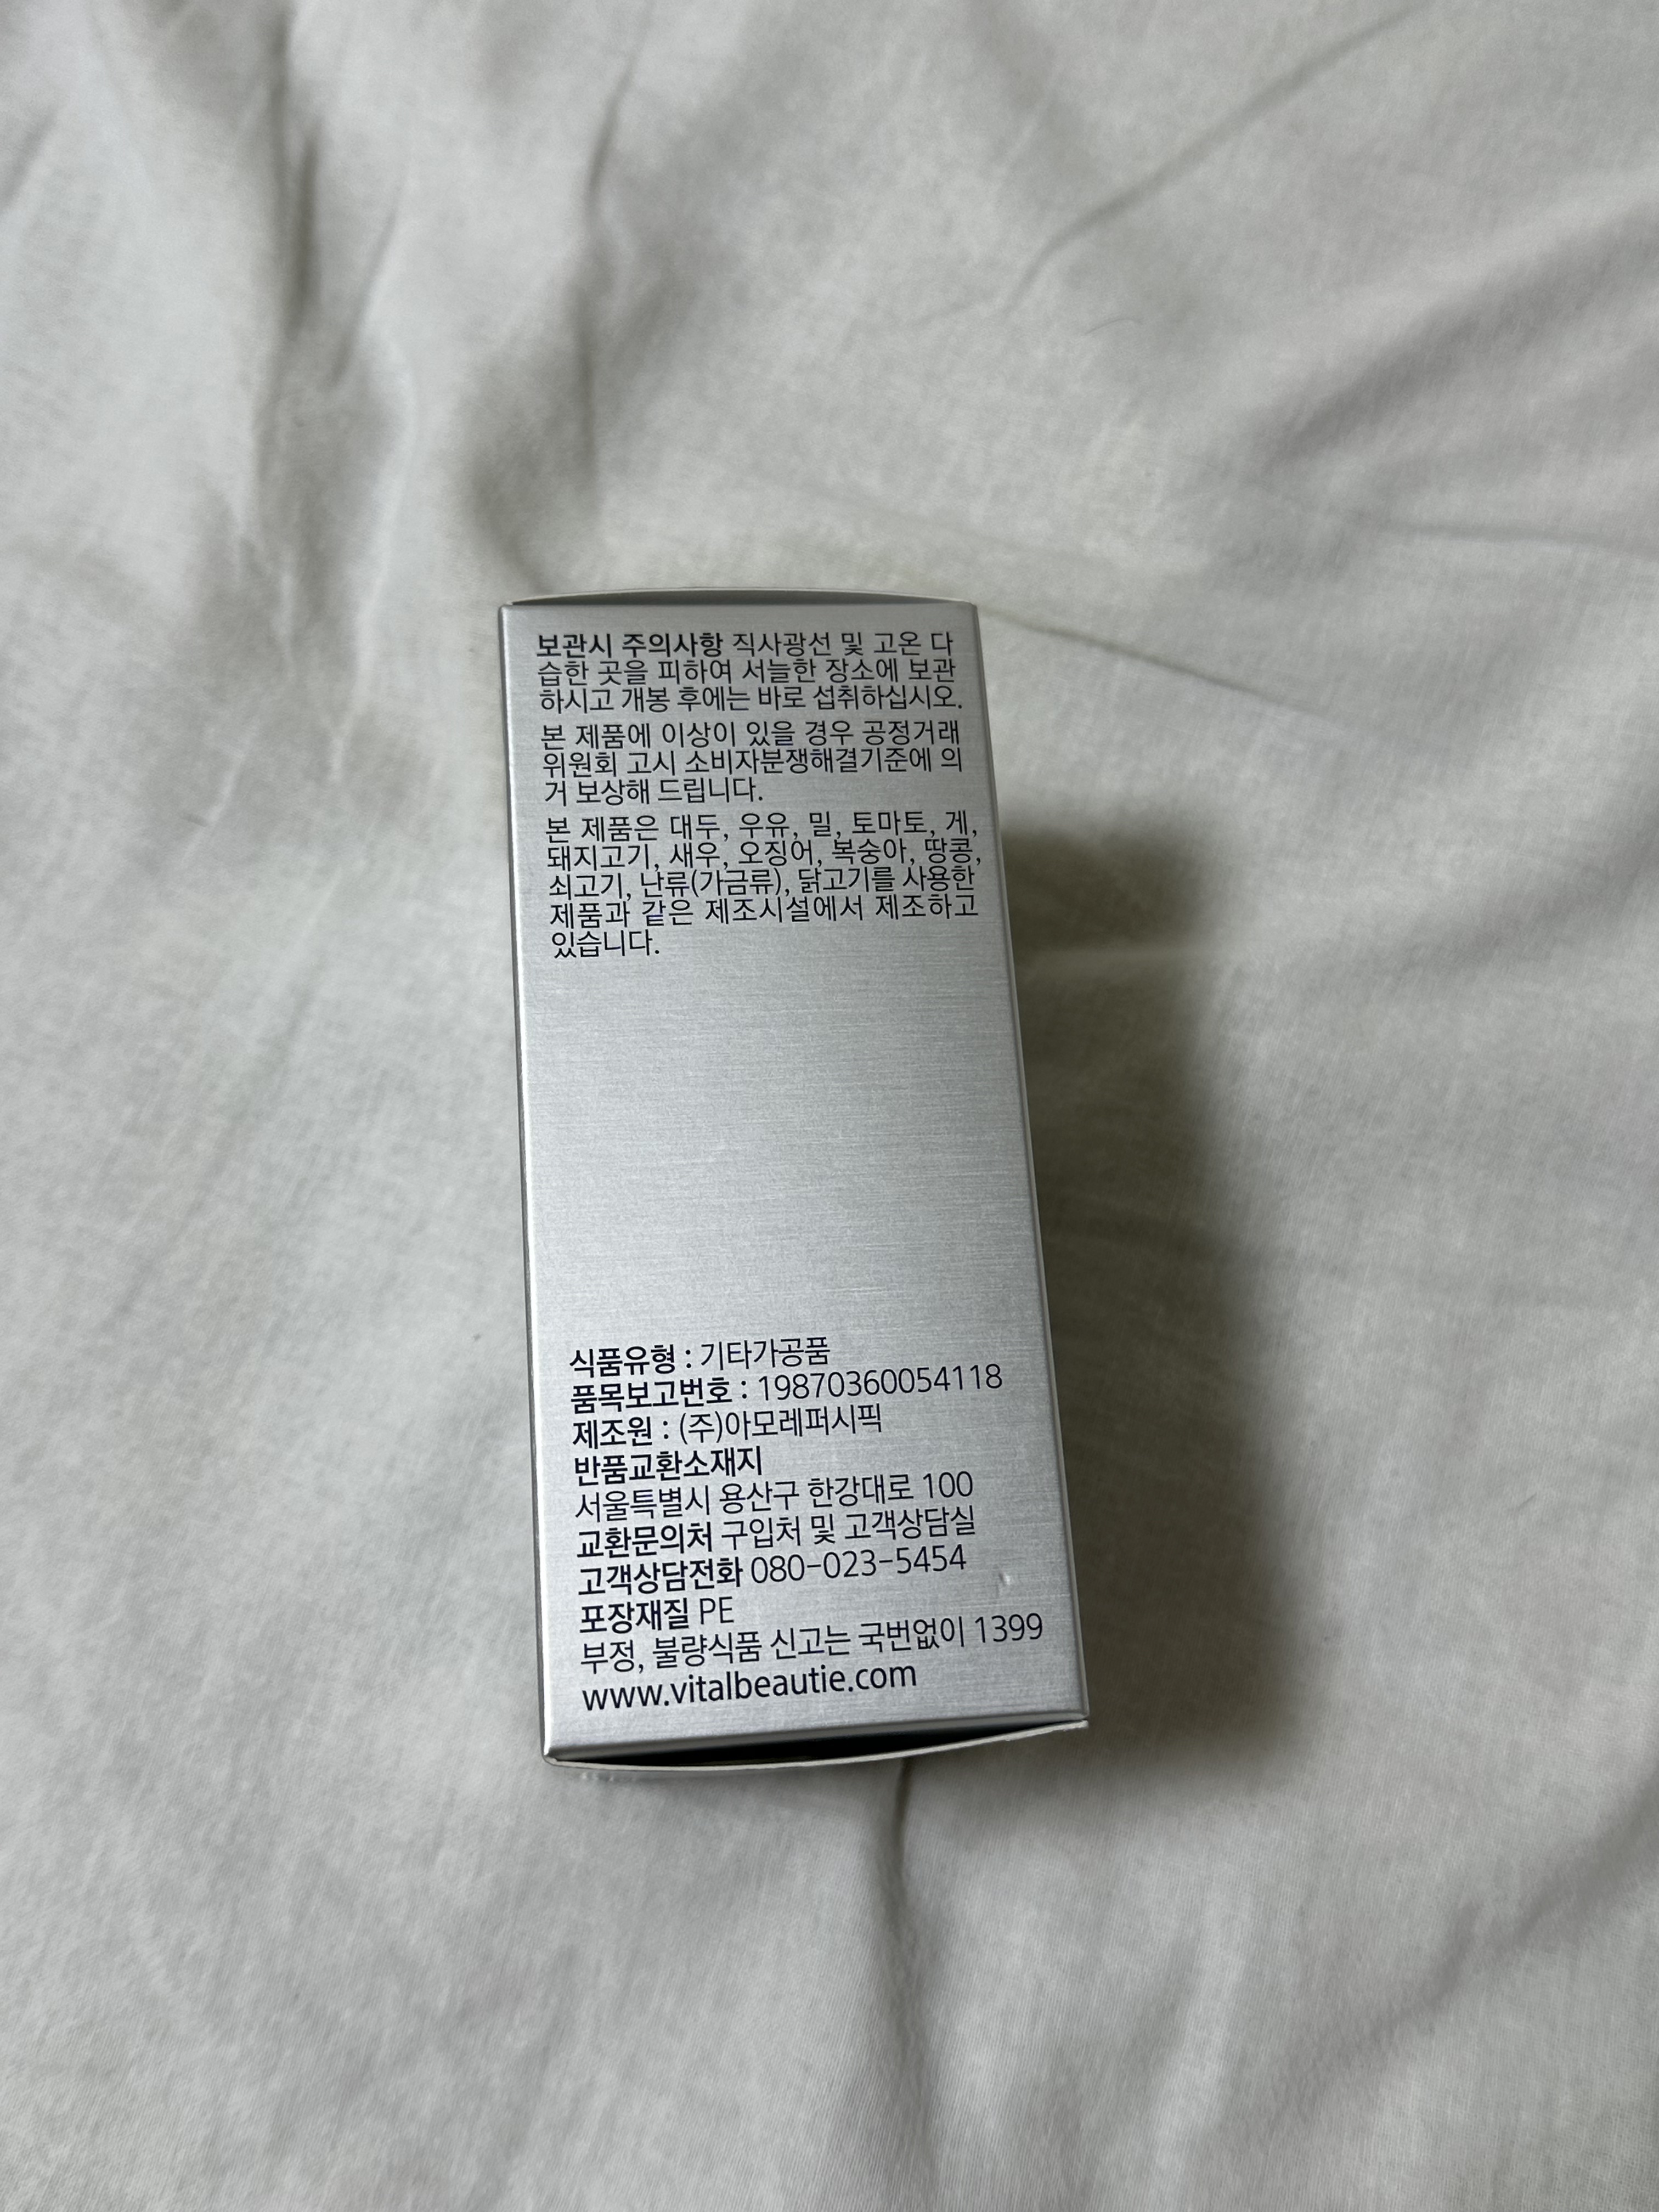 보관시 주의사항 직사광선 및 고온 다
습한 곳을 피하여 서늘한 장소에 보관
하시고 개봉 후에는 바로 섭취하십시오.
본 제품에 이상이 있을 경우 공정거래
위원회 고시 소비자분쟁해결기준에 의
거 보상해 드립니다.
본 제품은 대두, 우유, 밀, 토마토, 게,
돼지고기, 새우, 오징어, 복숭아, 땅콩,
쇠고기, 난류(가금류), 닭고기를 사용한
제품과 같은 제조시설에서 제조하고
있습니다.
식품유형 : 기타가공품
품목보고번호 : 19870360054118
제조원 : (주)아모레퍼시픽
반품교환소재지
서울특별시 용산구 한강대로 100
교환문의처 구입처 및 고객상담실
고객상담전화 080-023-5454
포장재질 PE
부정, 불량식품 신고는 국번없이 1399
www.vitalbeautie.com